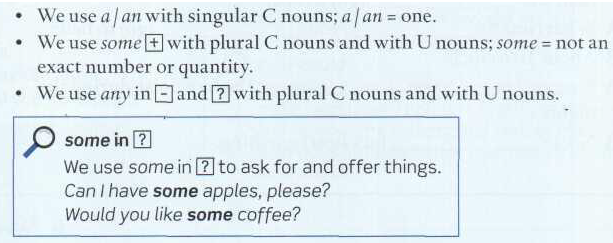 • We use a / an with singular C nouns; a / an = one.
• We use some [+] with plural C nouns and with U nouns; some = not an
exact number or quantity.
• We use any in [-] and [?] with plural C nouns and with U nouns.
some in [?]
We use some in [?] to ask for and offer things.
Can I have some apples, please?
Would you like some coffee?